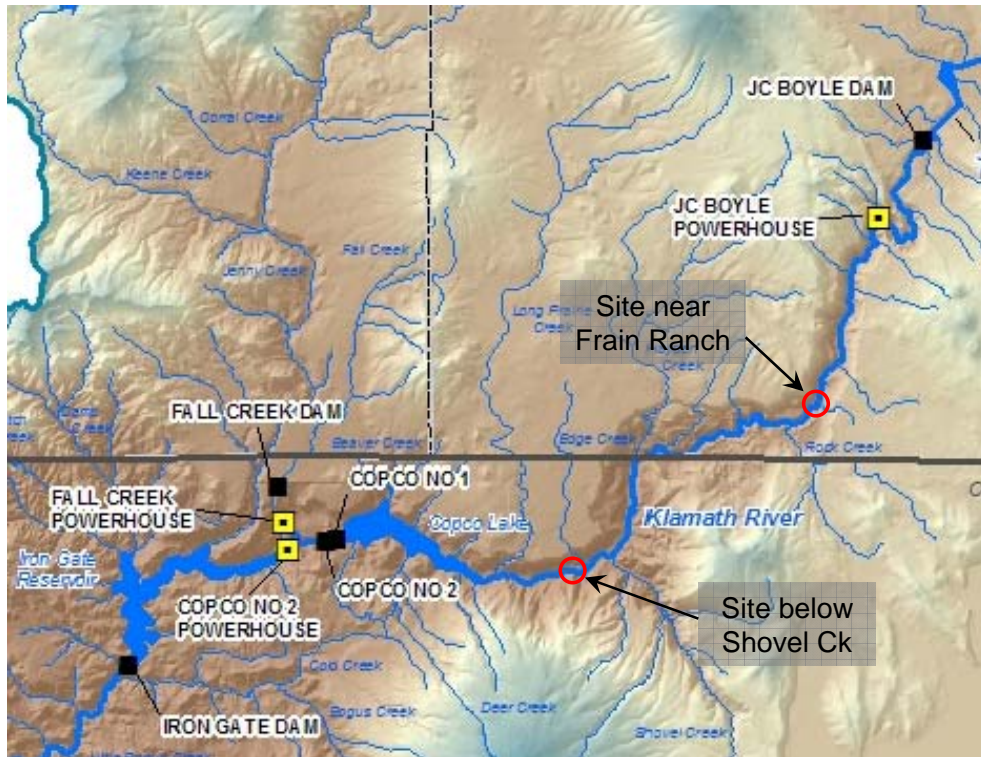 JC BOYLE DAM
Corral Creek
Keene Creek
JC BOYLE
POWERHOUSE
Fall Creek
Jenny Creek
Site near
Frain Ranch
Long
Creek
Creek
FALL CREEK DAM
Beaver Creek
Edge Creek
Rock Creek
COPCO NO 1
FALL CREEK
POWERHOUSE
Copco Lake
Klamath River
Iron Gate
Reservoir
COPCO NO 2
COPCO NO 2
POWERHOUSE
Site below
Shovel Ck
Cold Creek
Deer Creek
Bogus Creek
IRON GATE DAM
Shovel Creek